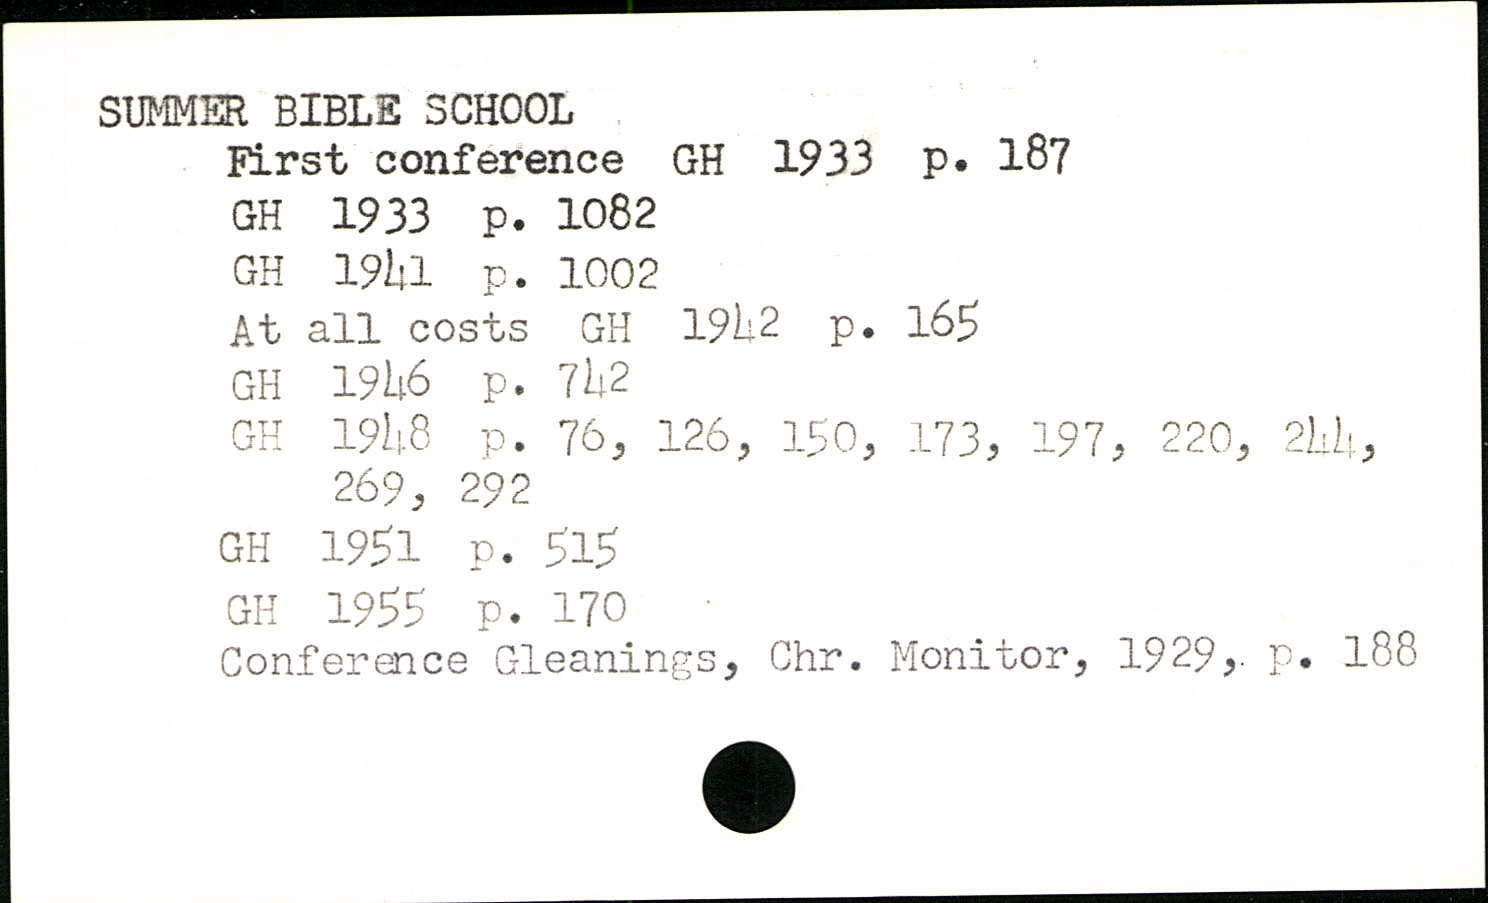 SUMMER BIBLE SCHOOL
First conference GH 1933 p. 187
GH 1933 p. 1082
GH 1941 p. 1002
At all costs GH 1942 p. 165
GH 1946 p. 742
GH 1948 p. 76, 126, 150, 173, 197, 220, 244,
269, 292
GH 1951 p. 515
GH 1955 p. 170
Conference Gleanings, Chr. Monitor, 1929, p. 188